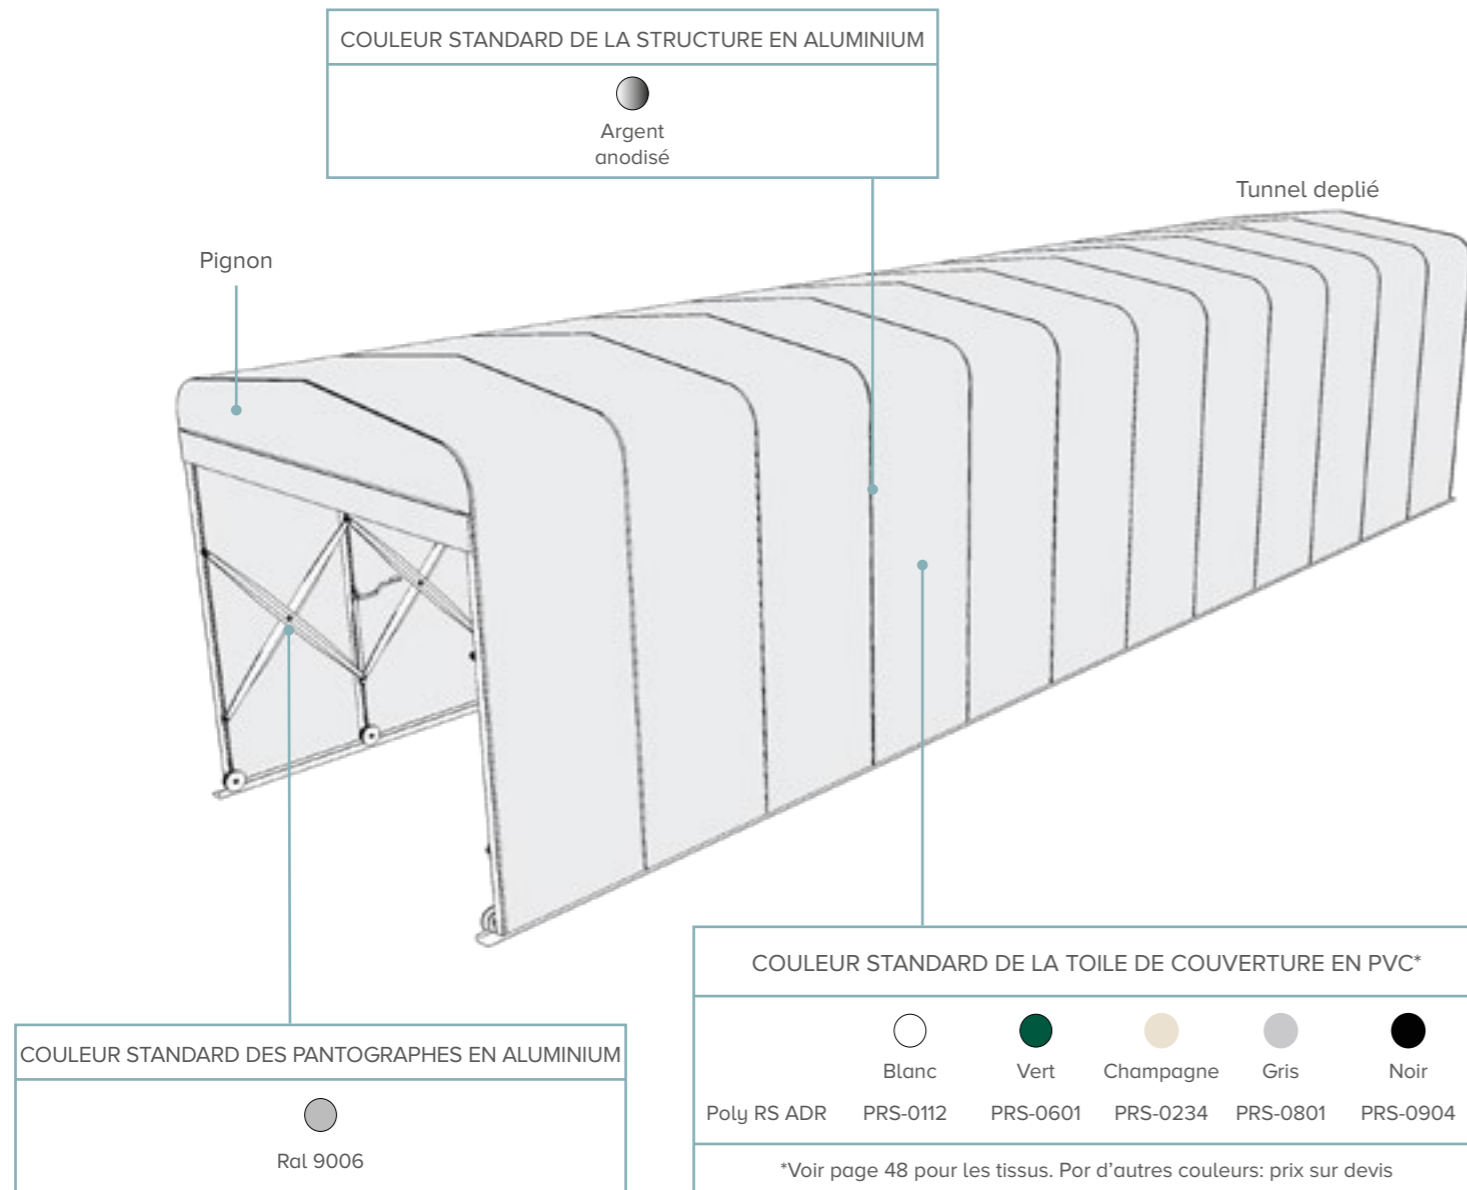 COULEUR STANDARD DE LA STRUCTURE EN ALUMINIUM
Argent
anodisé
Tunnel deplié
Pignon
COULEUR STANDARD DE LA TOILE DE COUVERTURE EN PVC*
Blanc Vert Champagne Gris Noir
Poly RS ADR PRS-0112 PRS-0601 PRS-0234 PRS-0801 PRS-0904
*Voir page 48 pour les tissus. Por d’autres couleurs: prix sur devis
COULEUR STANDARD DES PANTOGRAPHES EN ALUMINIUM
Ral 9006